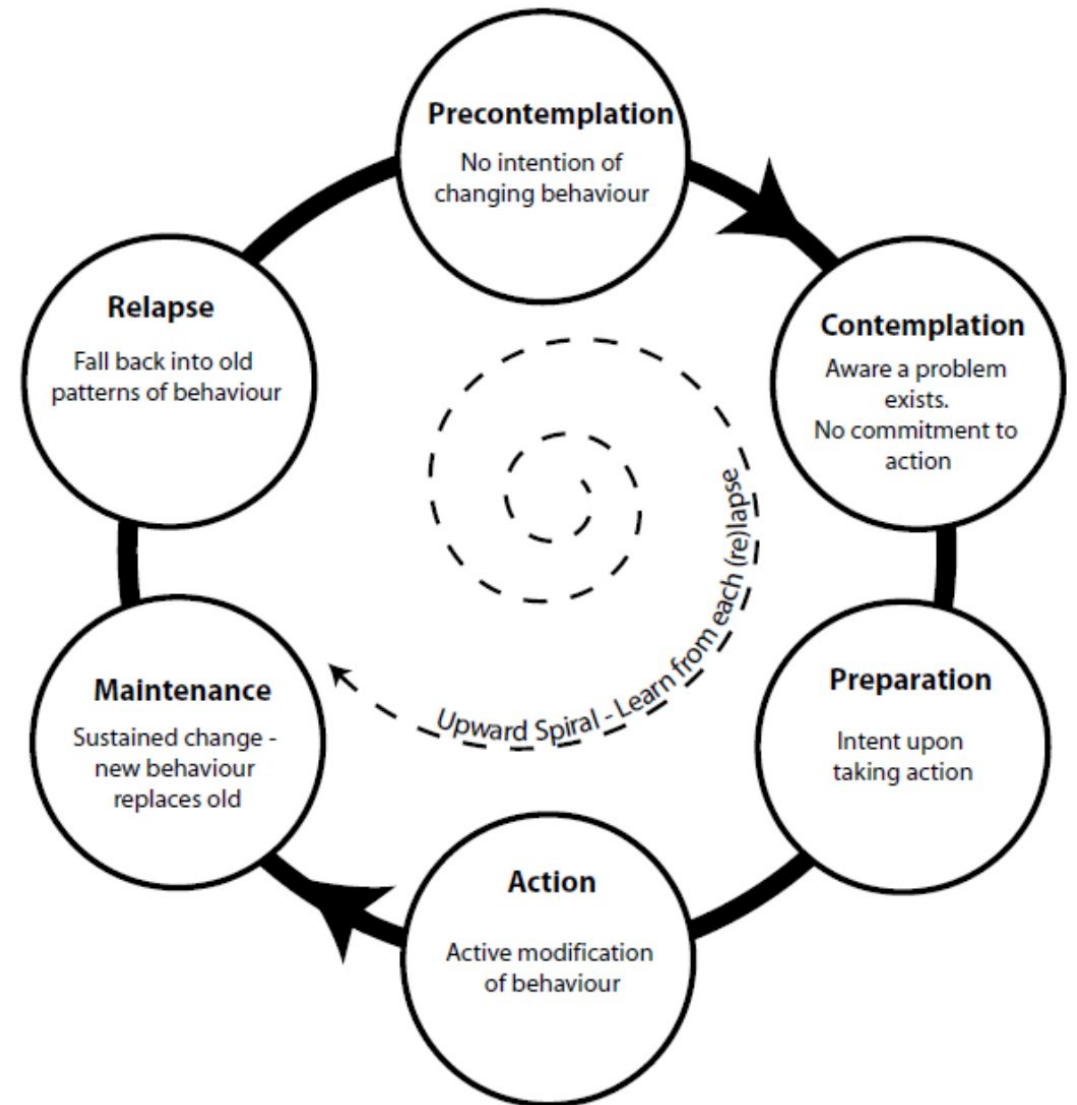 Precontemplation
No intention of
changing behaviour
Contemplation
Aware a problem
exists.
No commitment to
action
Preparation
Intent upon
taking action
Action
Active modification
of behaviour
Maintenance
Sustained change -
new behaviour
replaces old
Relapse
Fall back into old
patterns of behaviour
Upward Spiral - Learn from each (re)lapse